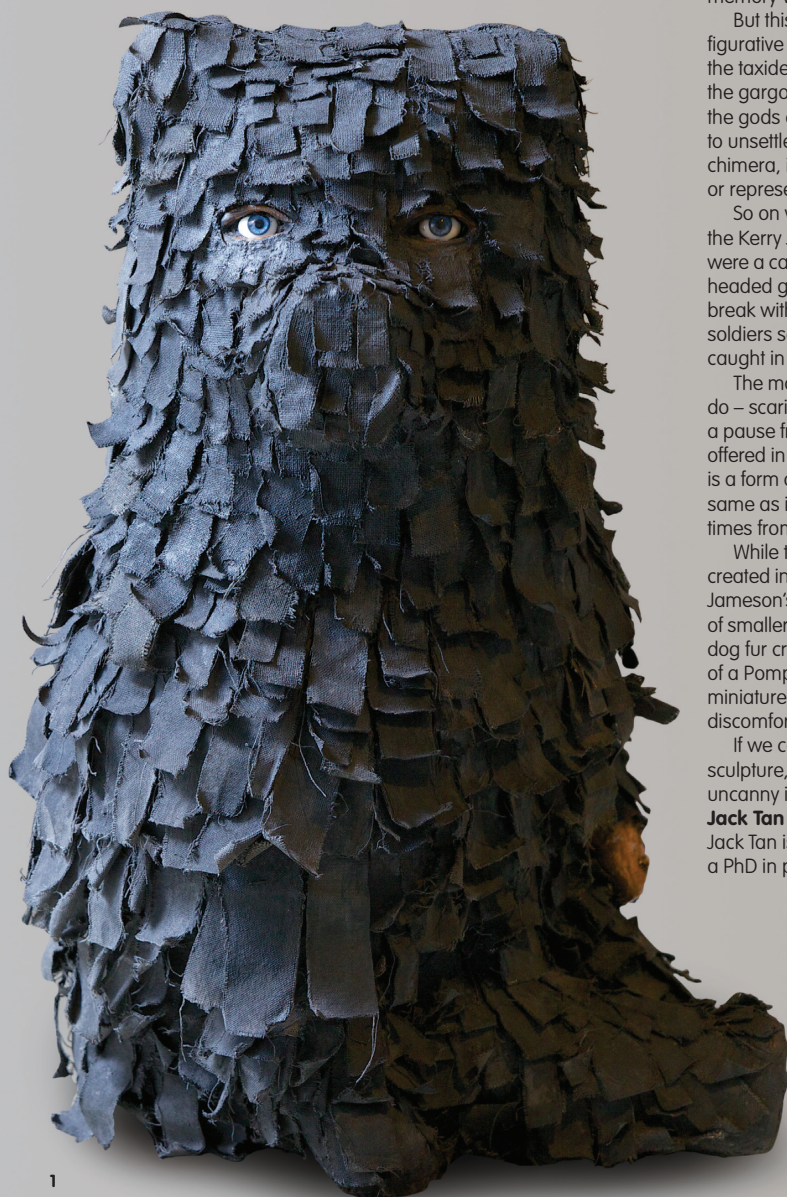 memory
But this
figurative
the taxide
the gargo
the gods
to unsettle
chimera, i
or represe
So on
the Kerry
were a ca
headed g
break with
soldiers s
caught in
The mo
do – scari
a pause fr
offered in
is a form
same as i
times from
While t
created in
Jameson's
of smaller
dog fur cr
of a Pomp
miniature
discomfor
If we c
sculpture,
uncanny i
Jack Tan
Jack Tan is
a PhD in p
1